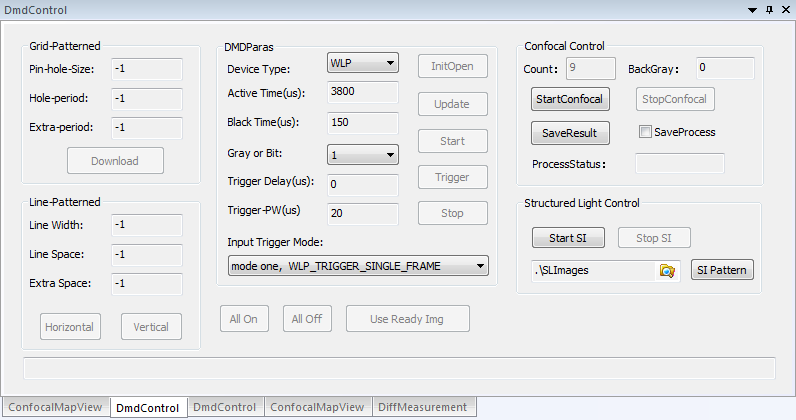 DmdControl
Grid-Patterned
Pin-hole-Size: -1
Hole-period: -1
Extra-period: -1
Download
Line-Patterned
Line Width: -1
Line Space: -1
Extra Space: -1
Horizontal Vertical
DMDParas
Device Type: WLP InitOpen
Active Time(us): 3800 Update
Black Time(us): 150 Start
Gray or Bit: 1 Trigger
Trigger Delay(us): 0
Trigger-PW(us) 20 Stop
Input Trigger Mode:
mode one, WLP_TRIGGER_SINGLE_FRAME
All On All Off Use Ready Img
Confocal Control
Count: 9 BackGray: 0
StartConfocal StopConfocal
SaveResult SaveProcess
ProcessStatus:
Structured Light Control
Start SI Stop SI
.\SLImages SI Pattern
ConfocalMapView DmdControl DmdControl ConfocalMapView DiffMeasurement